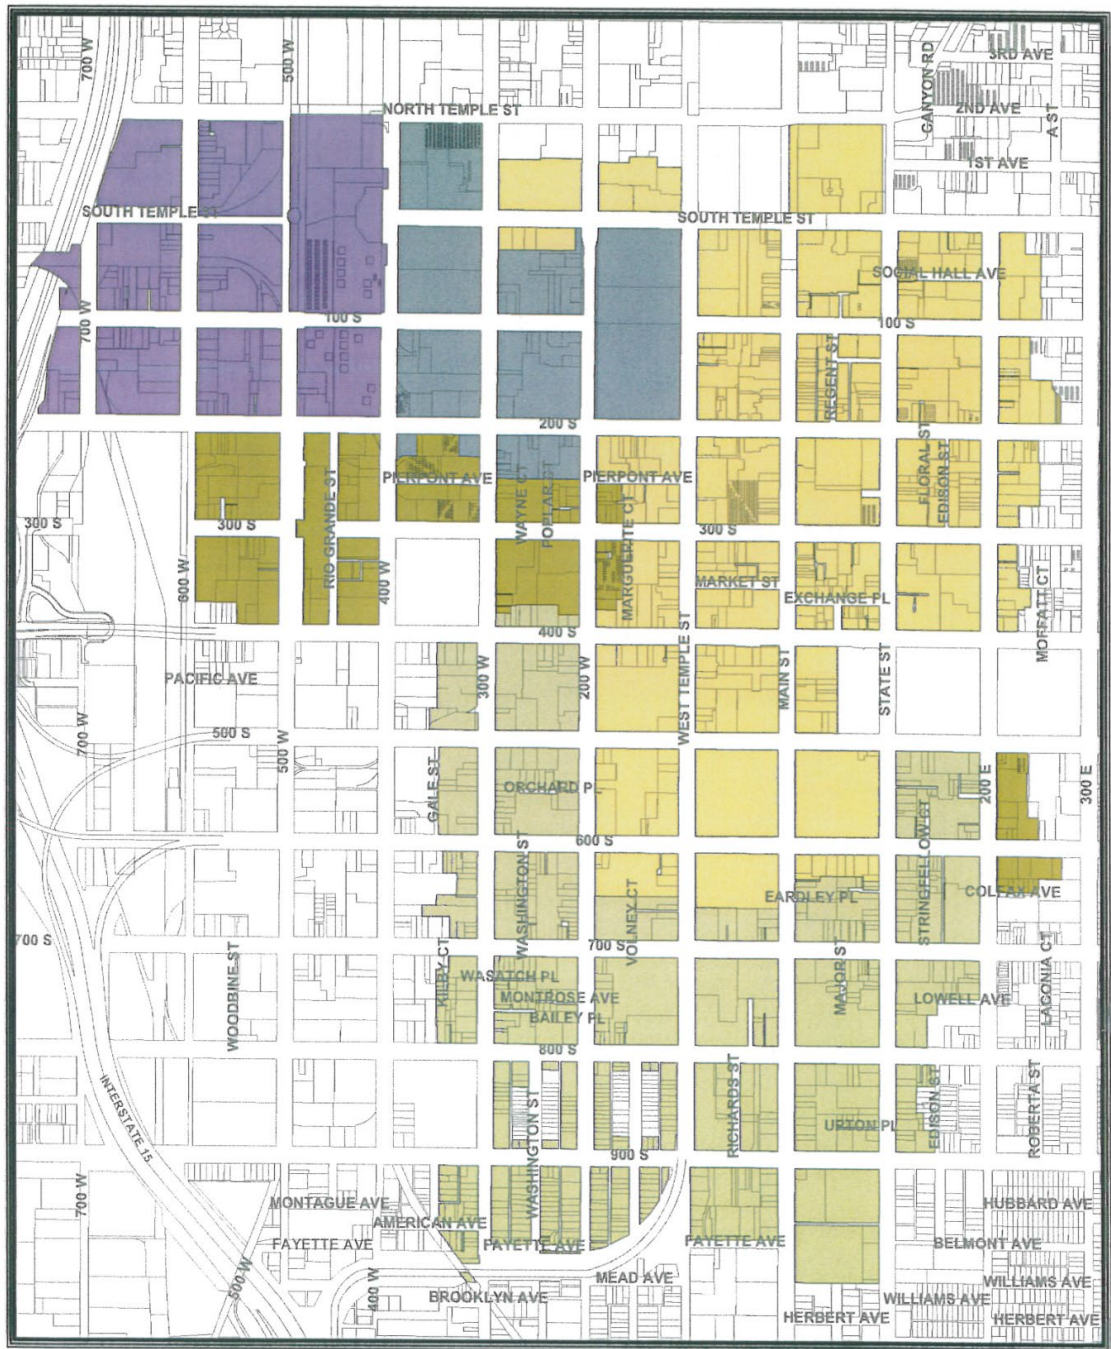 700 W
500 W
GANYON RD
3RD AVE
2ND AVE
A ST
NORTH TEMPLE ST
1ST AVE
SOUTH TEMPLE ST
SOUTH TEMPLE ST
SOCIAL HALL AVE
700 W
100 S
100 S
REGENT ST
200 S
PIERPONT AVE
PIERPONT AVE
WAYNE CT
POPLAR ST
FLORAL ST
EDISON ST
RIO GRANDE ST
300 S
300 S
300 S
MARGUERITE CT
600 W
400 W
MARKET ST
EXCHANGE PL
MOFFATT CT
400 S
PACIFIC AVE
300 W
200 W
WEST TEMPLE ST
MAIN ST
STATE ST
700 W
500 S
500 W
GALE ST
ORCHARD PL
200 E
300 E
600 S
STRINGFELLOW CT
WASHINGTON ST
VOLNEY CT
EARDLEY PL
COLFAX AVE
700 S
700 S
WOODBINE ST
KILBY CT
WASATCH PL
MONTROSE AVE
BAILEY PL
MAJOR ST
LOWELL AVE
LACONIA CT
800 S
INTERSTATE 15
WASHINGTON ST
RICHARDS ST
UPTON PL
EDISON ST
ROBERTA ST
900 S
700 W
MONTAGUE AVE
AMERICAN AVE
FAYETTE AVE
FAYETTE AVE
FAYETTE AVE
HUBBARD AVE
BELMONT AVE
500 W
400 W
MEAD AVE
BROOKLYN AVE
WILLIAMS AVE
WILLIAMS AVE
HERBERT AVE
HERBERT AVE